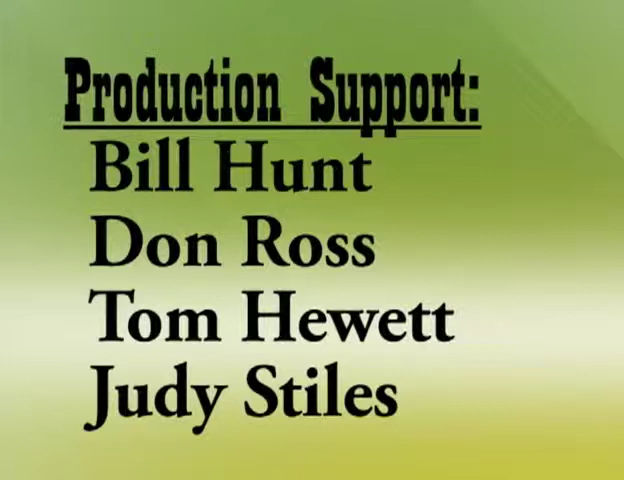 Production Support:
Bill Hunt
Don Ross
Tom Hewett
Judy Stiles